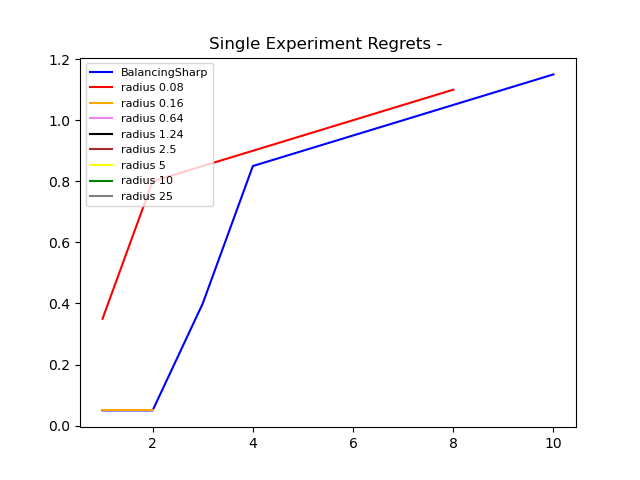 Single Experiment Regrets -
1.2
1.0
0.8
0.6
0.4
0.2
0.0
BalancingSharp
radius 0.08
radius 0.16
radius 0.64
radius 1.24
radius 2.5
radius 5
radius 10
radius 25
2 4 6 8 10